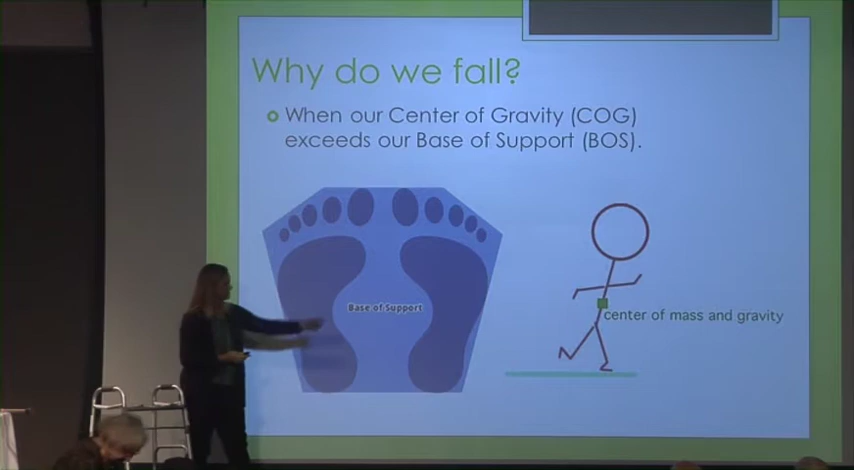 Why do we fall?
When our Center of Gravity (COG)
exceeds our Base of Support (BOS).
Base of Support
center of mass and gravity